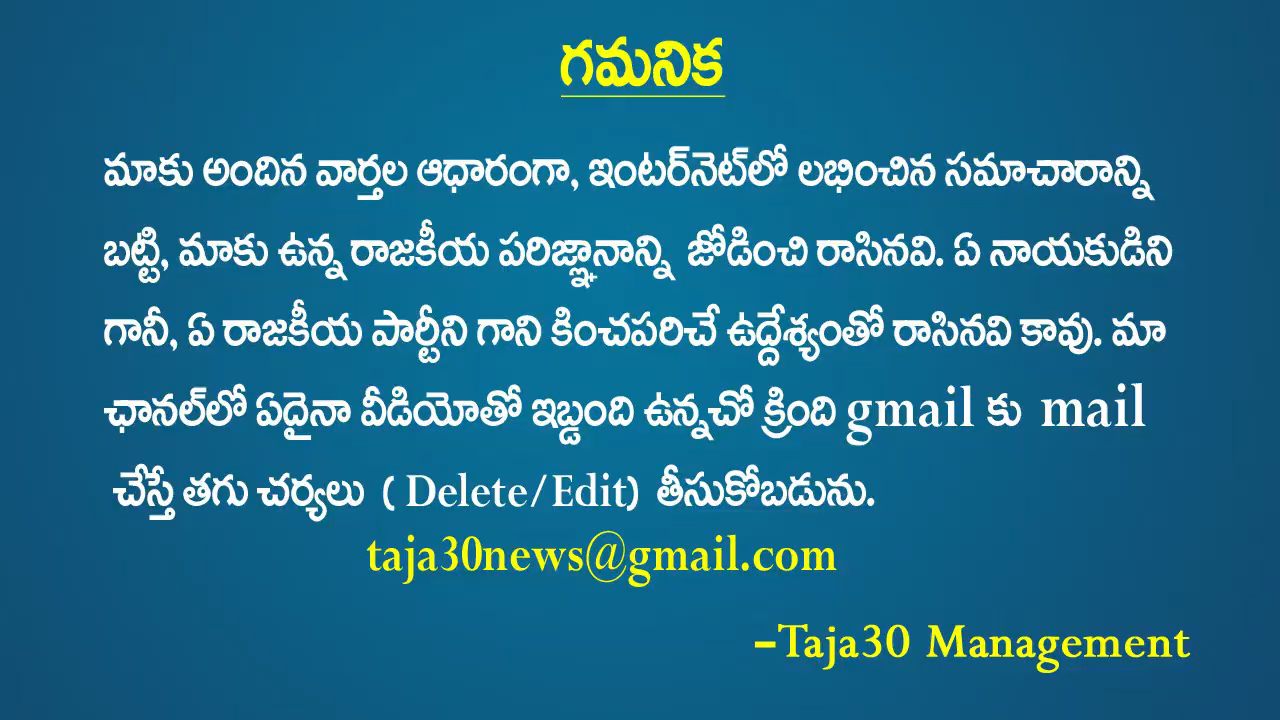 గమనిక
మాకు అందిన వార్తల ఆధారంగా, ఇంటర్‌నెట్‌లో లభించిన సమాచారాన్ని
బట్టి, మాకు ఉన్న రాజకీయ పరిజ్ఞానాన్ని జోడించి రాసినవి. ఏ నాయకుడిని
గానీ, ఏ రాజకీయ పార్టీని గాని కించపరిచే ఉద్దేశ్యంతో రాసినవి కావు. మా
ఛానల్‌లో ఏదైనా వీడియోతో ఇబ్డంది ఉన్నచో క్రింది gmail కు mail
చేస్తే తగు చర్యలు ( Delete/Edit) తీసుకోబడును.
taja30news@gmail.com
-Taja30 Management